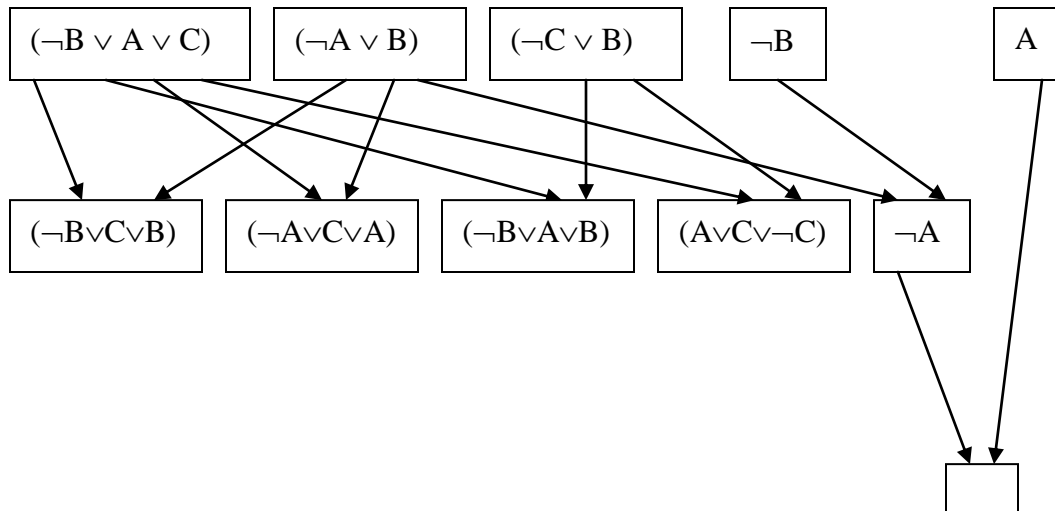 (¬B ∨ A ∨ C)
(¬A ∨ B)
(¬C ∨ B)
¬B
A
(¬B∨C∨B)
(¬A∨C∨A)
(¬B∨A∨B)
(A∨C∨¬C)
¬A